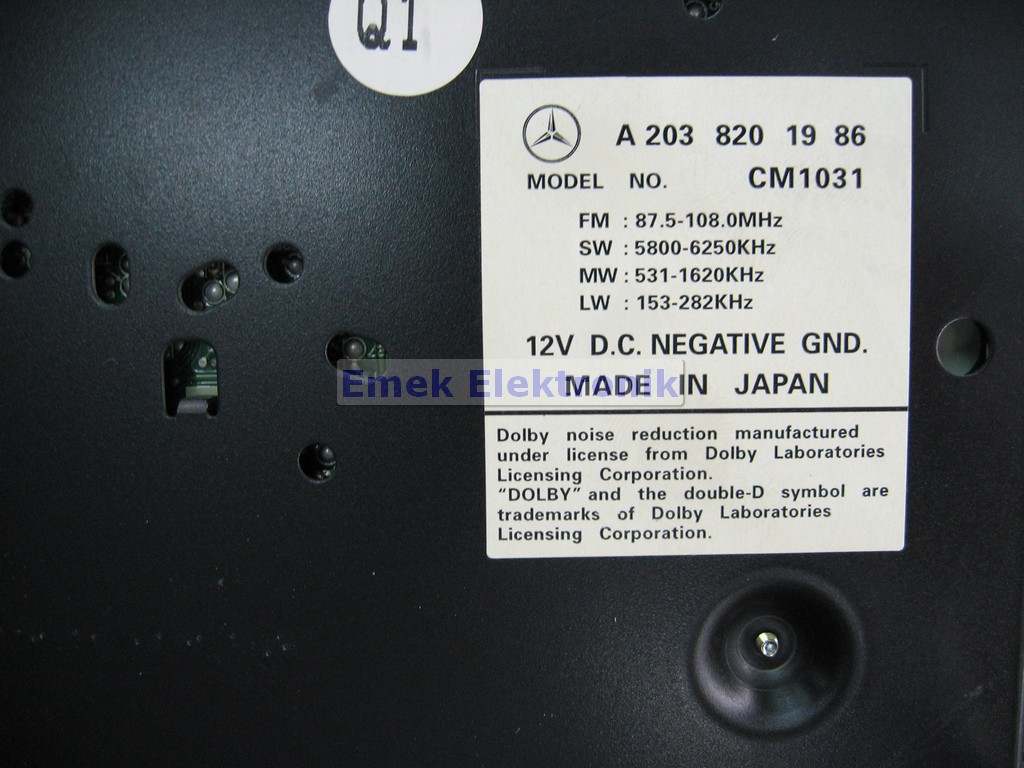 Q1
A 203 820 1986
MODEL NO. CM1031
FM : 87.5-108.0MHz
SW : 5800-6250KHz
MW : 531-1620KHz
LW : 153-282KHz
12V D.C. NEGATIVE GND.
MADE IN JAPAN
Emek Elektronik
Dolby noise reduction manufactured
under license from Dolby Laboratories
Licensing Corporation.
"DOLBY" and the double-D symbol are
trademarks of Dolby Laboratories
Licensing Corporation.